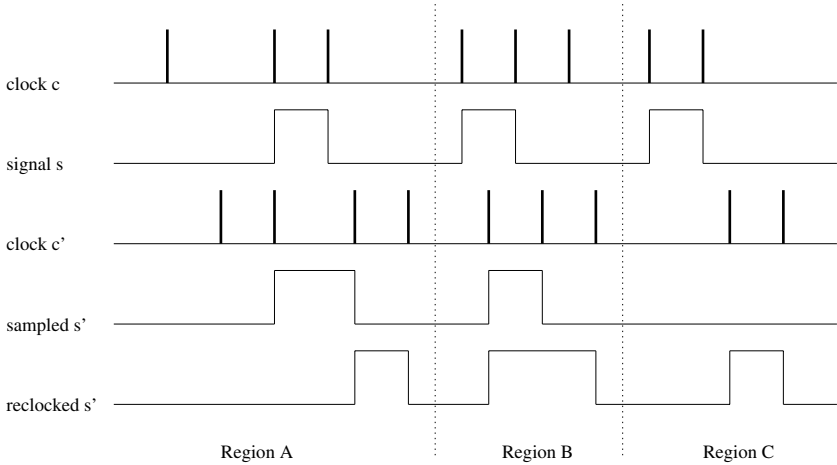 clock c
signal s
clock c’
sampled s’
reclocked s’
Region A
Region B
Region C